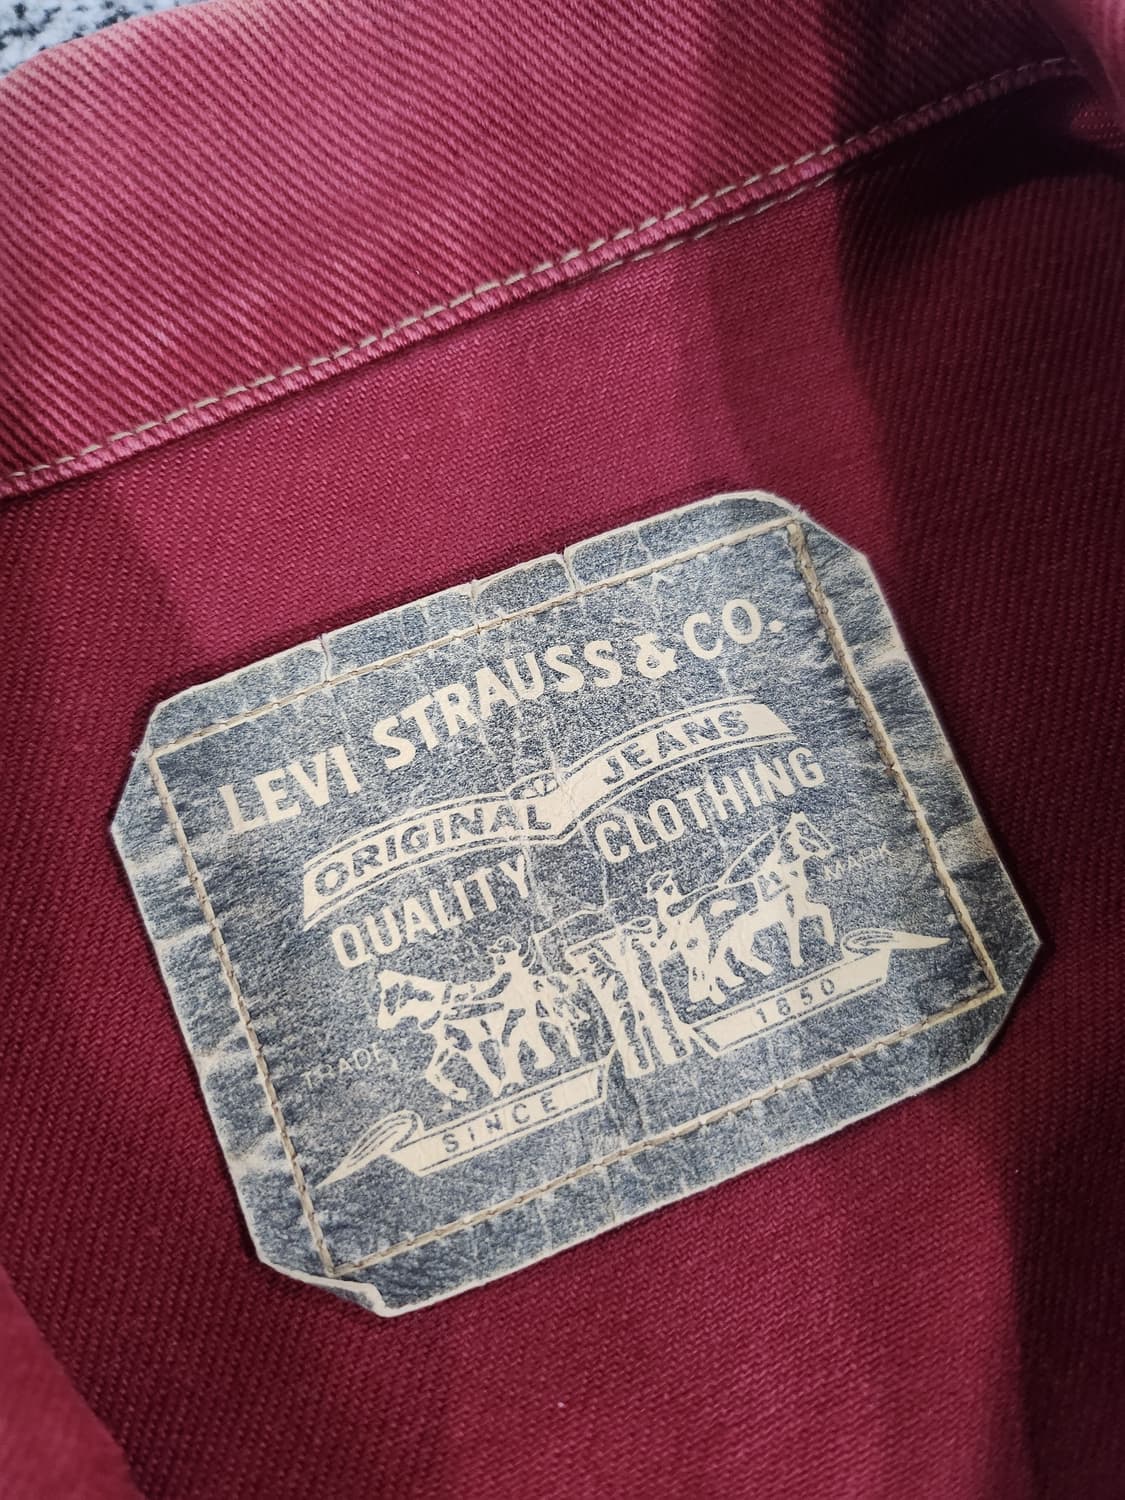 LEVI STRAUSS & CO.
ORIGINAL JEANS
QUALITY CLOTHING
TRADE MARK
SINCE 1850